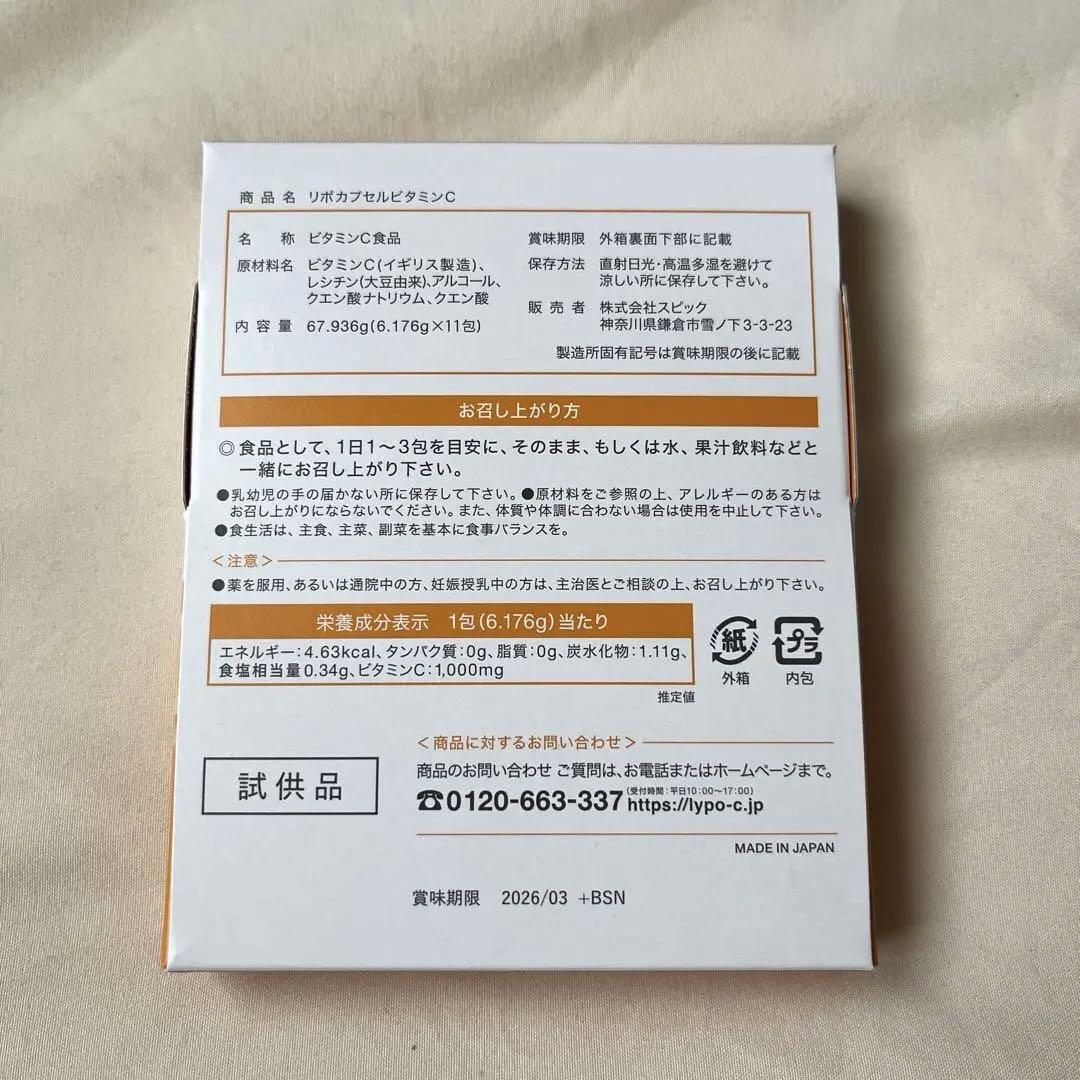 商品名 リポカプセルビタミンC
名称 ビタミンC食品
原材料名 ビタミンC(イギリス製造)、
レシチン(大豆由来)、アルコール、
クエン酸ナトリウム、クエン酸
内容量 67.936g(6.176g×11包)
賞味期限 外箱裏面下部に記載
保存方法 直射日光・高温多湿を避けて
涼しい所に保存して下さい。
販売者 株式会社スピック
神奈川県鎌倉市雪ノ下3-3-23
製造所固有記号は賞味期限の後に記載
お召し上がり方
◎食品として、1日1〜3包を目安に、そのまま、もしくは水、果汁飲料などと
一緒にお召し上がり下さい。
●乳幼児の手の届かない所に保存して下さい。●原材料をご参照の上、アレルギーのある方は
お召し上がりにならないでください。また、体質や体調に合わない場合は使用を中止して下さい。
●食生活は、主食、主菜、副菜を基本に食事バランスを。
<注意>
●薬を服用、あるいは通院中の方、妊娠授乳中の方は、主治医とご相談の上、お召し上がり下さい。
栄養成分表示 1包(6.176g)当たり
エネルギー:4.63kcal、タンパク質:0g、脂質:0g、炭水化物:1.11g、
食塩相当量0.34g、ビタミンC:1,000mg
推定値
紙
外箱
プラ
内包
<商品に対するお問い合わせ>
商品のお問い合わせ ご質問は、お電話またはホームページまで。
☎0120-663-337 (受付時間:平日10:00〜17:00)
https://lypo-c.jp
試供品
MADE IN JAPAN
賞味期限 2026/03 +BSN